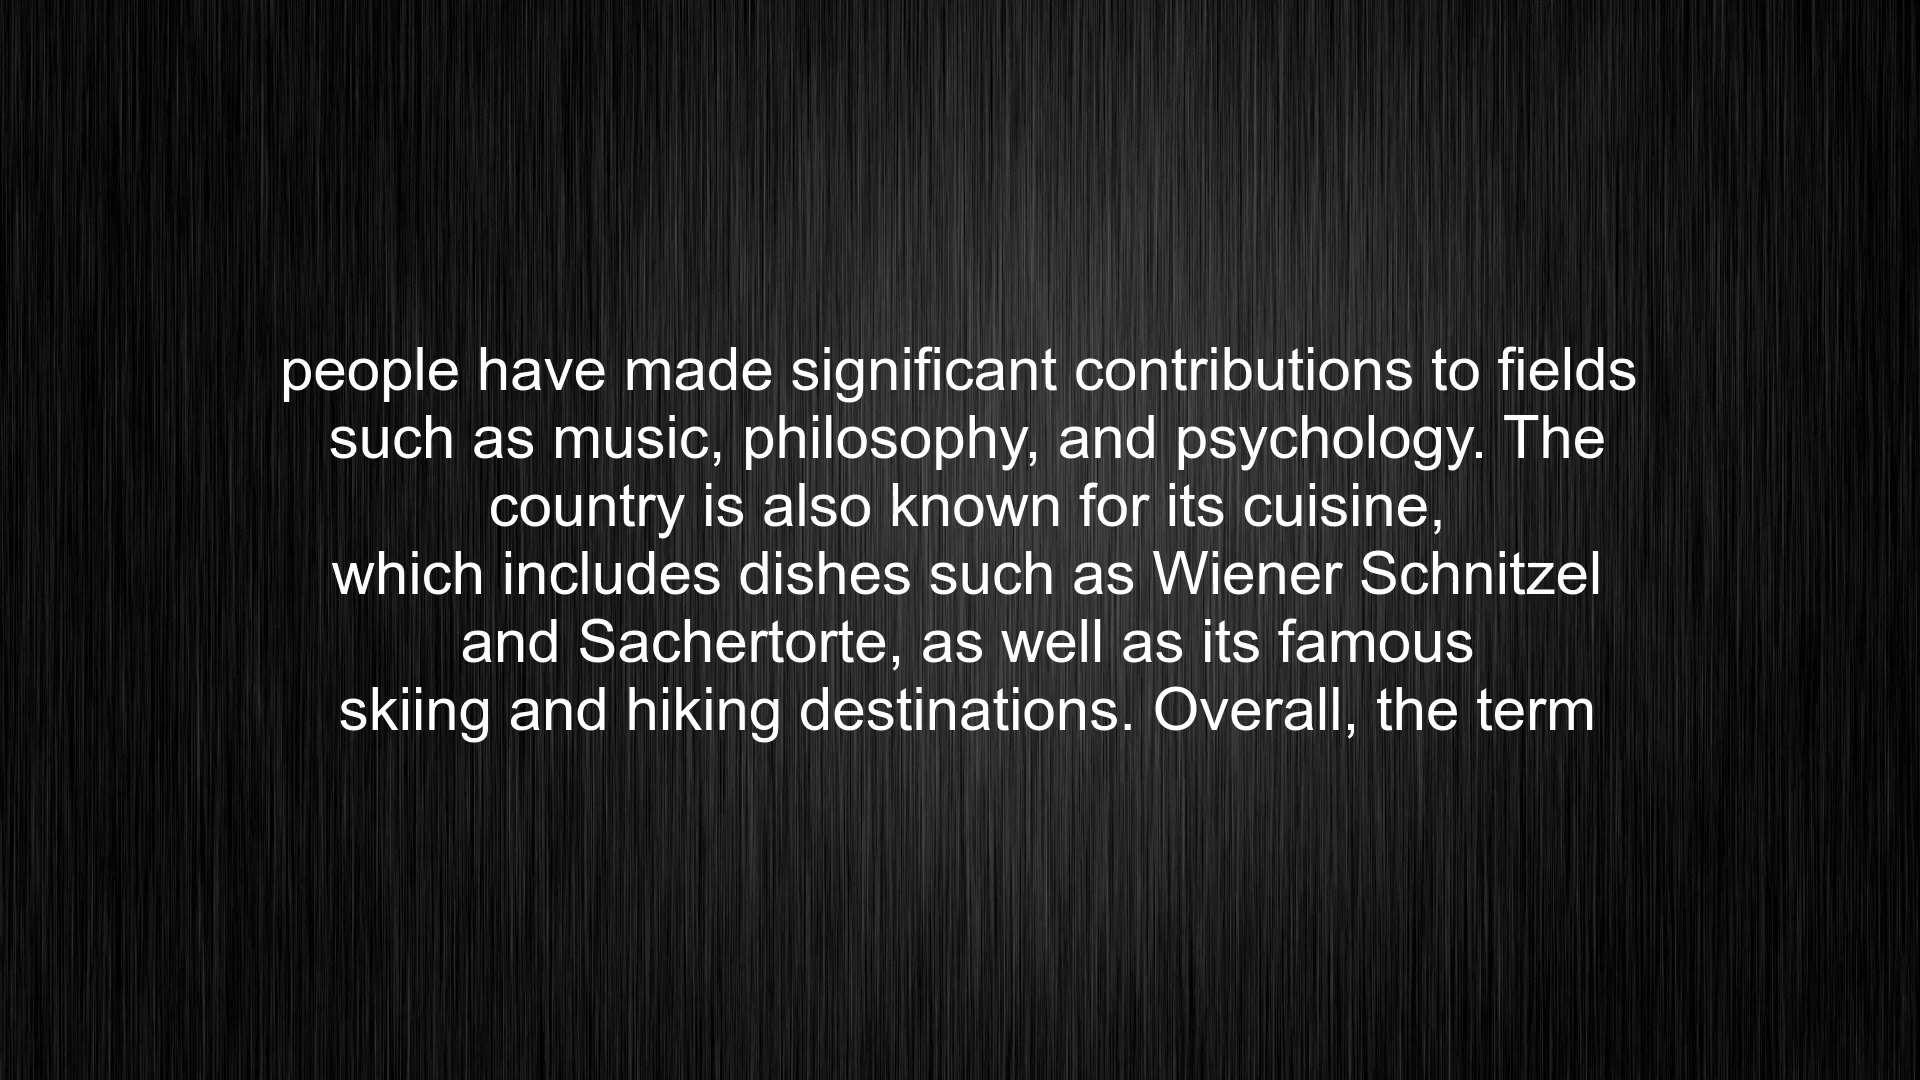 people have made significant contributions to fields
such as music, philosophy, and psychology. The
country is also known for its cuisine,
which includes dishes such as Wiener Schnitzel
and Sachertorte, as well as its famous
skiing and hiking destinations. Overall, the term